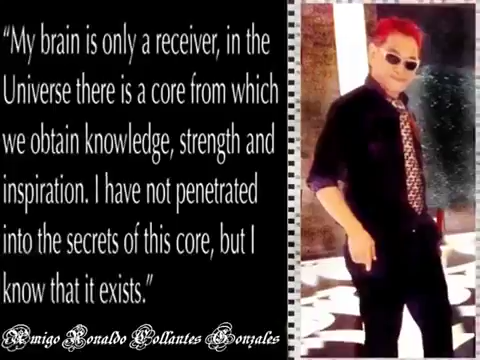 “My brain is only a receiver, in the
Universe there is a core from which
we obtain knowledge, strength and
inspiration. I have not penetrated
into the secrets of this core, but I
know that it exists.”
Amigo Ronaldo Collantes Gonzales